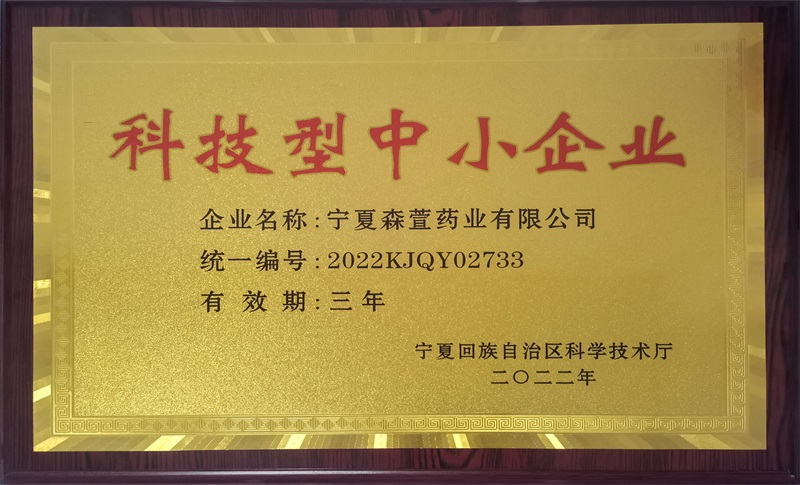 科技型中小企业
企业名称:宁夏森萱药业有限公司
统一编号:2022KJQY02733
有效期:三年
宁夏回族自治区科学技术厅
二〇二二年